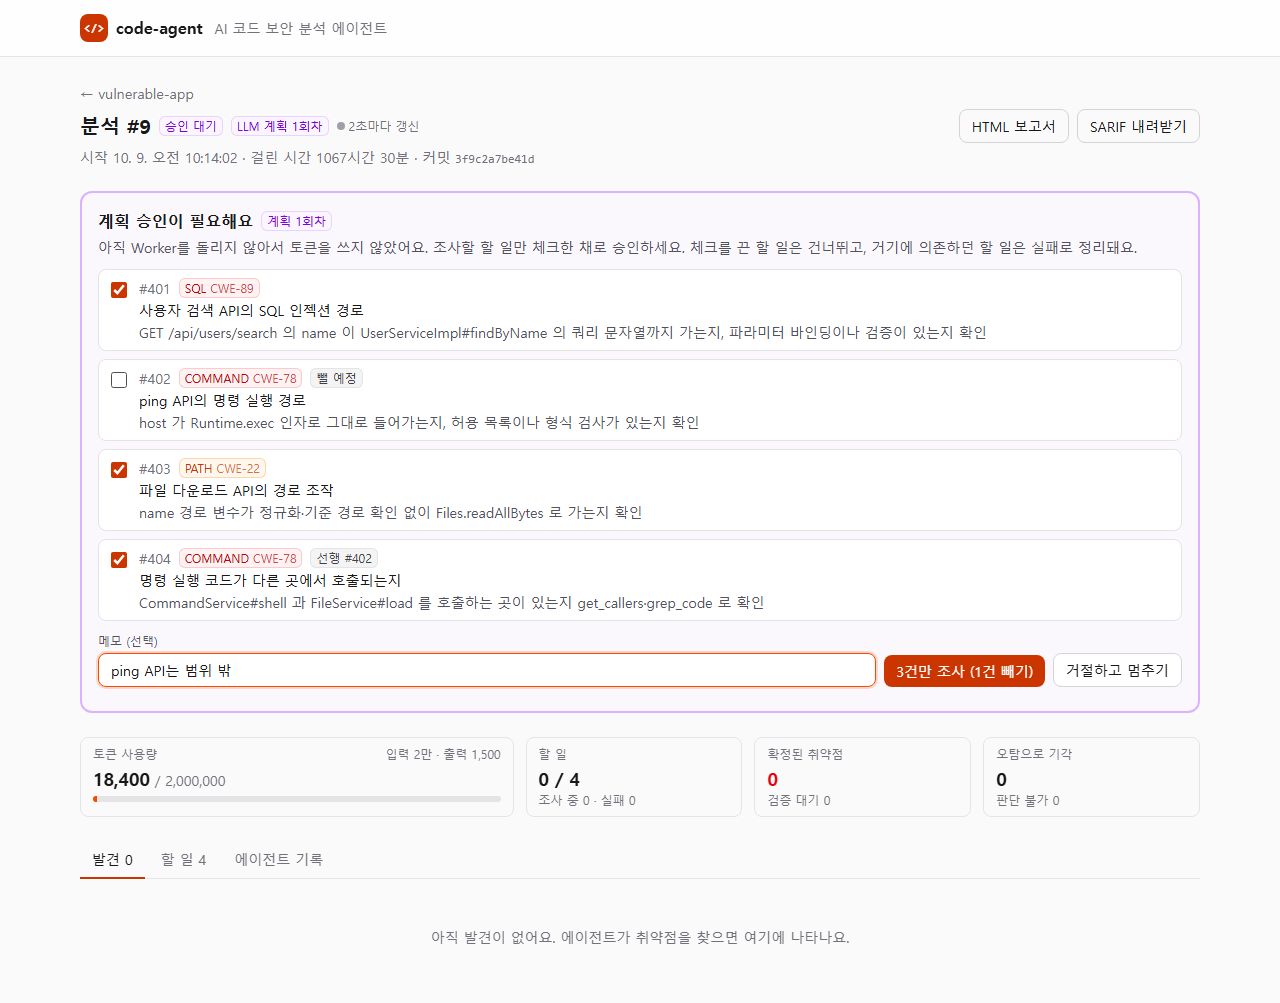 </> code-agent AI 코드 보안 분석 에이전트
← vulnerable-app
분석 #9 승인 대기 LLM 계획 1회차 2초마다 갱신
HTML 보고서 SARIF 내려받기
시작 10. 9. 오전 10:14:02 · 걸린 시간 1067시간 30분 · 커밋 3f9c2a7be41d
계획 승인이 필요해요 계획 1회차
아직 Worker를 돌리지 않아서 토큰을 쓰지 않았어요. 조사할 할 일만 체크한 채로 승인하세요. 체크를 끈 할 일은 건너뛰고, 거기에 의존하던 할 일은 실패로 정리돼요.
#401 SQL CWE-89
사용자 검색 API의 SQL 인젝션 경로
GET /api/users/search 의 name 이 UserServiceImpl#findByName 의 쿼리 문자열까지 가는지, 파라미터 바인딩이나 검증이 있는지 확인
#402 COMMAND CWE-78 뺄 예정
ping API의 명령 실행 경로
host 가 Runtime.exec 인자로 그대로 들어가는지, 허용 목록이나 형식 검사가 있는지 확인
#403 PATH CWE-22
파일 다운로드 API의 경로 조작
name 경로 변수가 정규화·기준 경로 확인 없이 Files.readAllBytes 로 가는지 확인
#404 COMMAND CWE-78 선행 #402
명령 실행 코드가 다른 곳에서 호출되는지
CommandService#shell 과 FileService#load 를 호출하는 곳이 있는지 get_callers·grep_code 로 확인
메모 (선택)
ping API는 범위 밖 3건만 조사 (1건 빼기) 거절하고 멈추기
토큰 사용량 입력 2만 · 출력 1,500
18,400 / 2,000,000
할 일
0 / 4
조사 중 0 · 실패 0
확정된 취약점
0
검증 대기 0
오탐으로 기각
0
판단 불가 0
발견 0 할 일 4 에이전트 기록
아직 발견이 없어요. 에이전트가 취약점을 찾으면 여기에 나타나요.